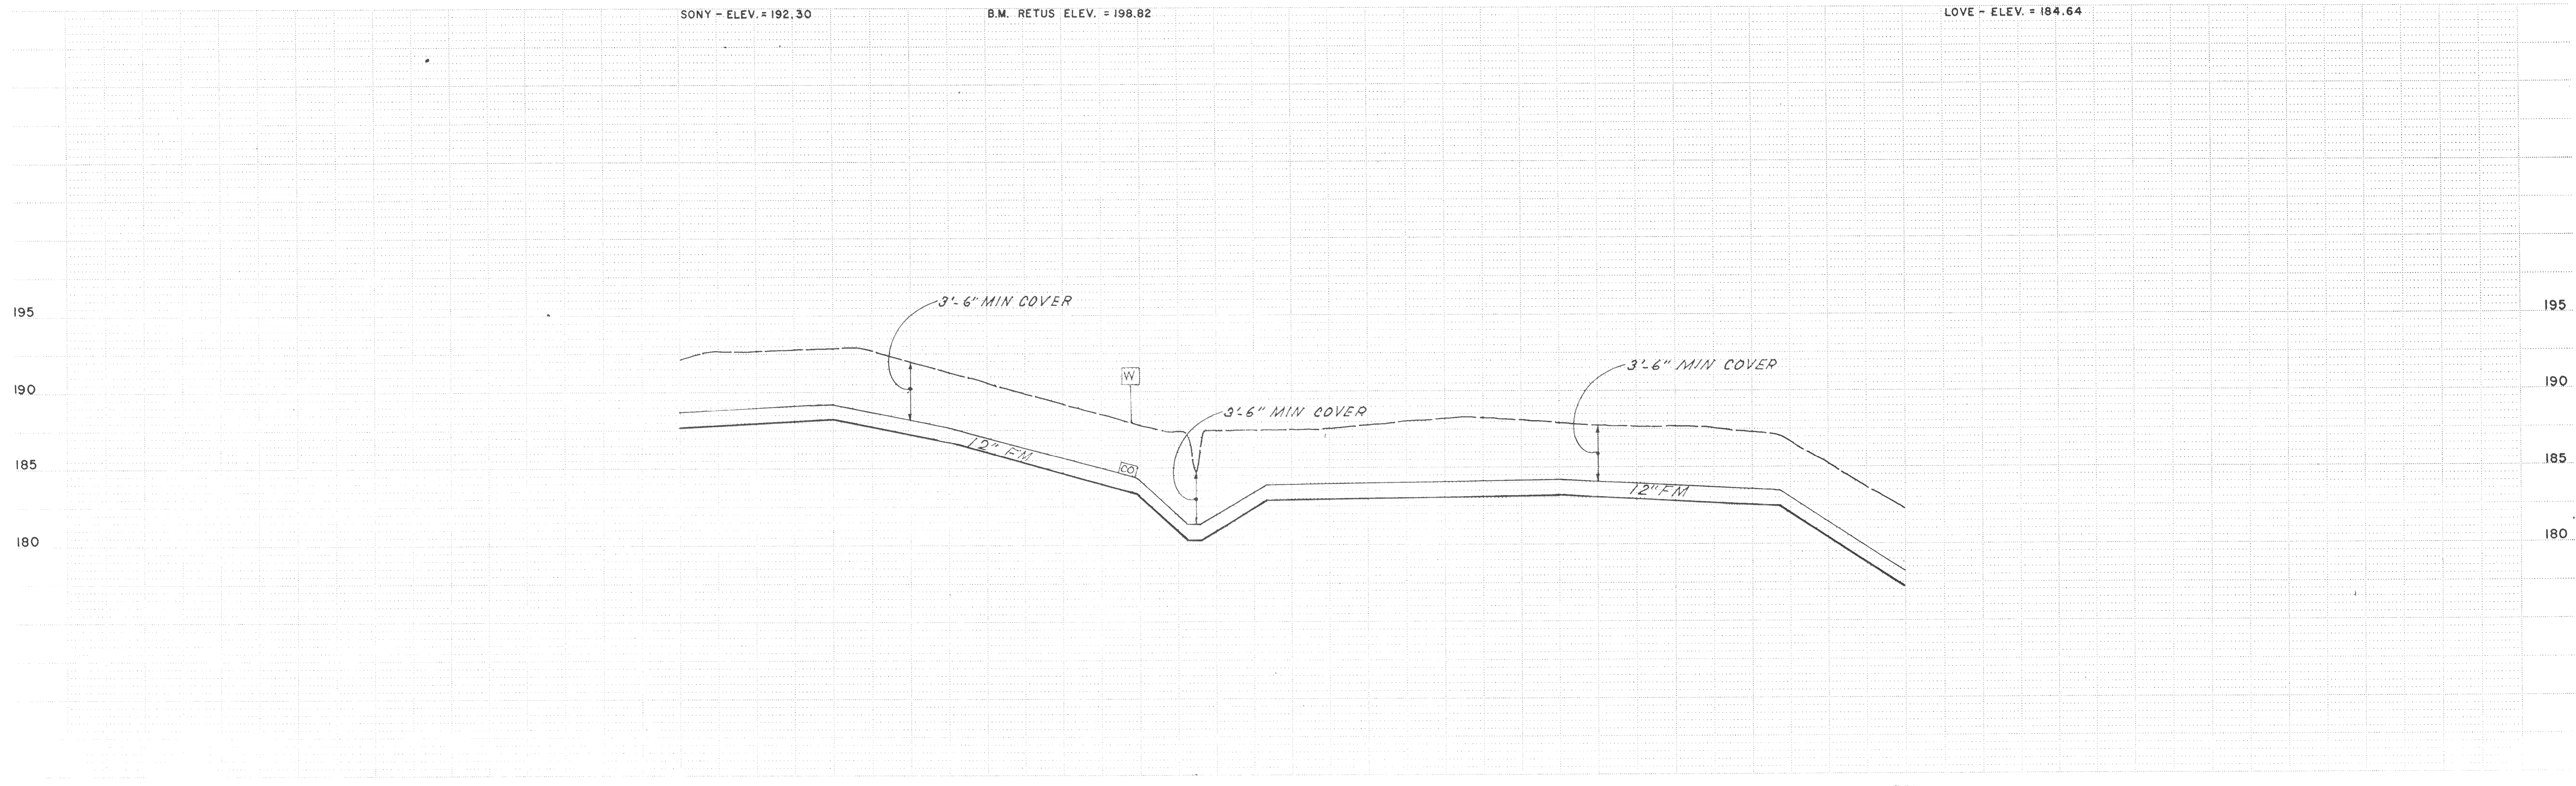 SONY - ELEV. = 192.30
B.M. RETUS ELEV. = 198.82
LOVE - ELEV. = 184.64
3'-6" MIN COVER
195
195
3'-6" MIN COVER
W
190
190
3'-6" MIN COVER
12" FM
CO
185
185
12" FM
180
180